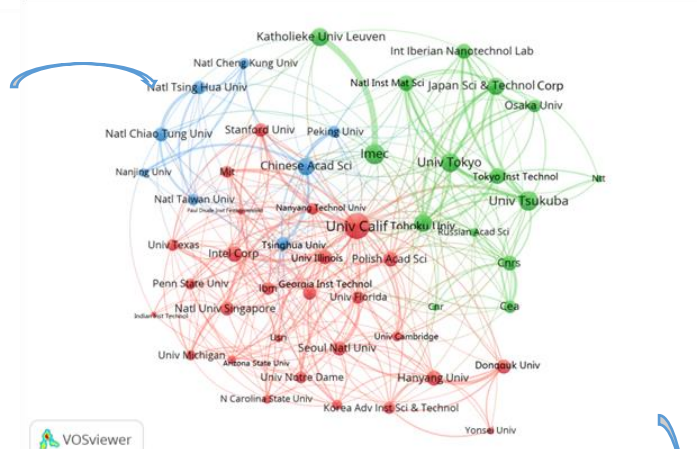 Katholieke Univ Leuven
Int Iberian Nanotechnol Lab
Natl Cheng Kung Univ
Natl Tsing Hua Univ
Natl Inst Mat Sci
Japan Sci & Technol Corp
Osaka Univ
Natl Chiao Tung Univ
Stanford Univ
Peking Univ
Imec
Univ Tokyo
Chinese Acad Sci
Nanjing Univ
Mit
Tokyo Inst Technol
Ntt
Natl Taiwan Univ
Univ Tsukuba
Nanyang Technol Univ
Univ Calif
Tohoku Univ
Russian Acad Sci
Univ Texas
Tsinghua Univ
Intel Corp
Univ Illinois
Polish Acad Sci
Cnrs
Penn State Univ
Ibm
Georgia Inst Technol
Univ Florida
Natl Univ Singapore
Cnr
Cea
Indian Inst Technol
Usn
Univ Cambridge
Seoul Natl Univ
Univ Michigan
Arizona State Univ
Dongguk Univ
Univ Notre Dame
Hanyang Univ
N Carolina State Univ
Korea Adv Inst Sci & Technol
Yonsei Univ
VOSviewer